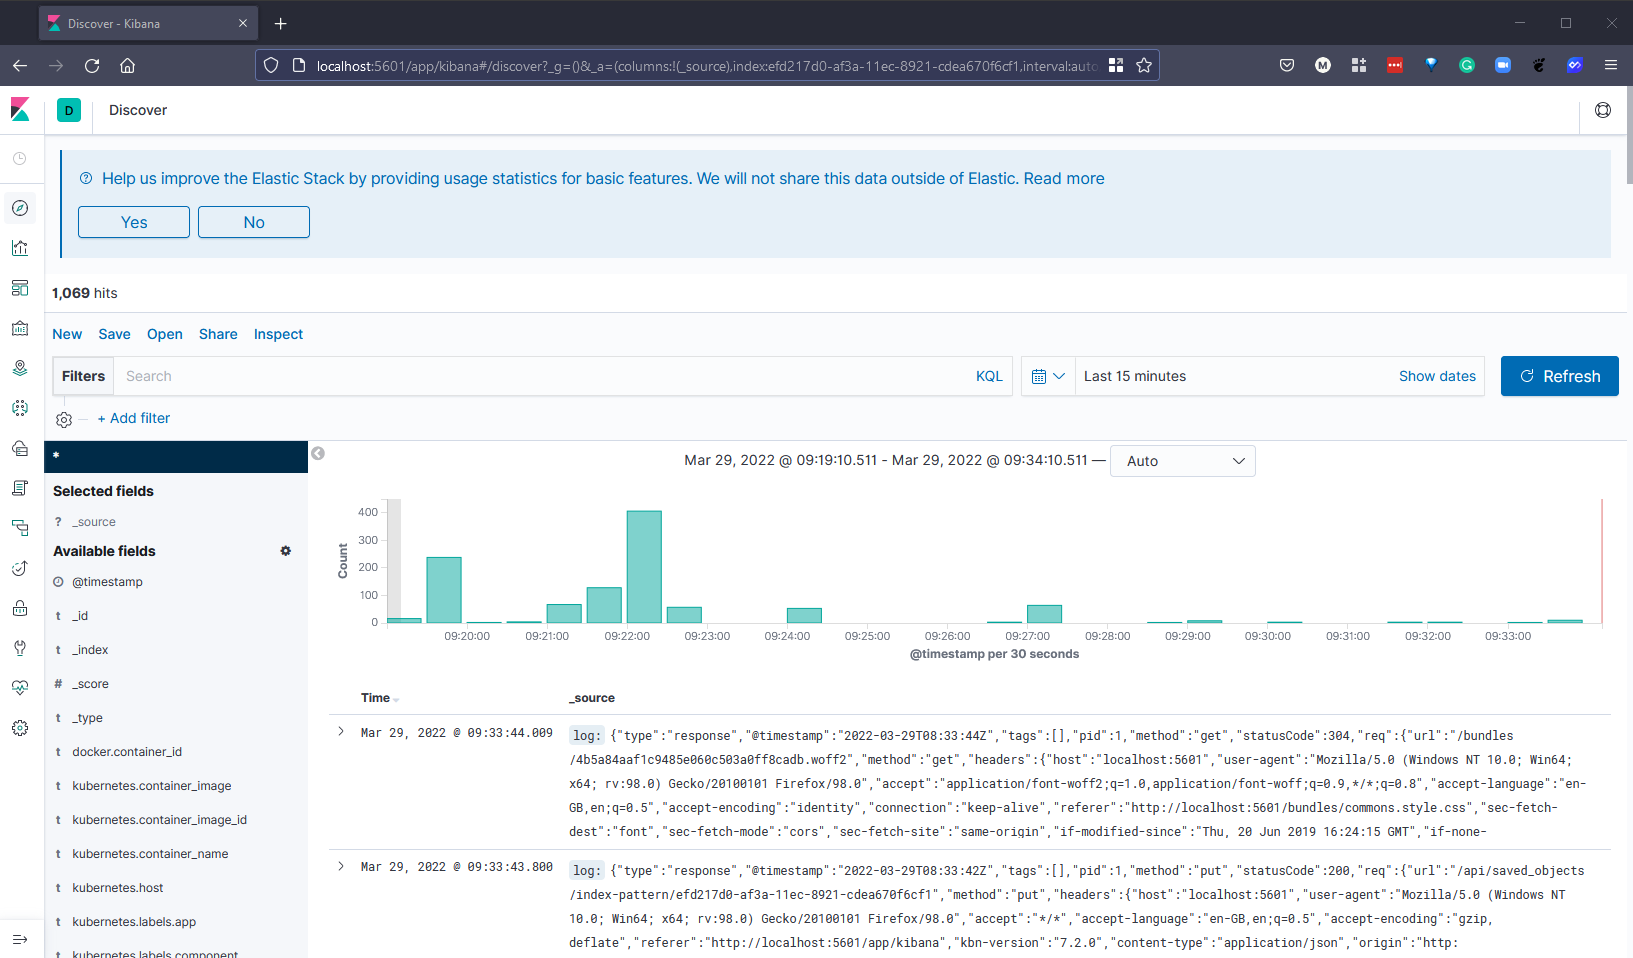 Discover - Kibana
localhost:5601/app/kibana#/discover?_g=()&_a=(columns:!(_source),index:efd217d0-af3a-11ec-8921-cdea670f6cf1,interval:auto
M
D
Discover
Help us improve the Elastic Stack by providing usage statistics for basic features. We will not share this data outside of Elastic. Read more
Yes No
1,069 hits
New Save Open Share Inspect
Filters Search KQL Last 15 minutes Show dates Refresh
+ Add filter
*
Mar 29, 2022 @ 09:19:10.511 - Mar 29, 2022 @ 09:34:10.511 — Auto
Selected fields
? _source
Available fields
@timestamp
t _id
t _index
# _score
t _type
t docker.container_id
t kubernetes.container_image
t kubernetes.container_image_id
t kubernetes.container_name
t kubernetes.host
t kubernetes.labels.app
t kubernetes.labels.component
Count
400
300
200
100
0
09:20:00 09:21:00 09:22:00 09:23:00 09:24:00 09:25:00 09:26:00 09:27:00 09:28:00 09:29:00 09:30:00 09:31:00 09:32:00 09:33:00
@timestamp per 30 seconds
Time _source
Mar 29, 2022 @ 09:33:44.009 log: {"type":"response","@timestamp":"2022-03-29T08:33:44Z","tags":[],"pid":1,"method":"get","statusCode":304,"req":{"url":"/bundles
/4b5a84aaf1c9485e060c503a0ff8cadb.woff2","method":"get","headers":{"host":"localhost:5601","user-agent":"Mozilla/5.0 (Windows NT 10.0; Win64;
x64; rv:98.0) Gecko/20100101 Firefox/98.0","accept":"application/font-woff2;q=1.0,application/font-woff;q=0.9,*/*;q=0.8","accept-language":"en-
GB,en;q=0.5","accept-encoding":"identity","connection":"keep-alive","referer":"http://localhost:5601/bundles/commons.style.css","sec-fetch-
dest":"font","sec-fetch-mode":"cors","sec-fetch-site":"same-origin","if-modified-since":"Thu, 20 Jun 2019 16:24:15 GMT","if-none-
Mar 29, 2022 @ 09:33:43.800 log: {"type":"response","@timestamp":"2022-03-29T08:33:42Z","tags":[],"pid":1,"method":"put","statusCode":200,"req":{"url":"/api/saved_objects
/index-pattern/efd217d0-af3a-11ec-8921-cdea670f6cf1","method":"put","headers":{"host":"localhost:5601","user-agent":"Mozilla/5.0 (Windows NT
10.0; Win64; x64; rv:98.0) Gecko/20100101 Firefox/98.0","accept":"*/*","accept-language":"en-GB,en;q=0.5","accept-encoding":"gzip,
deflate","referer":"http://localhost:5601/app/kibana","kbn-version":"7.2.0","content-type":"application/json","origin":"http: